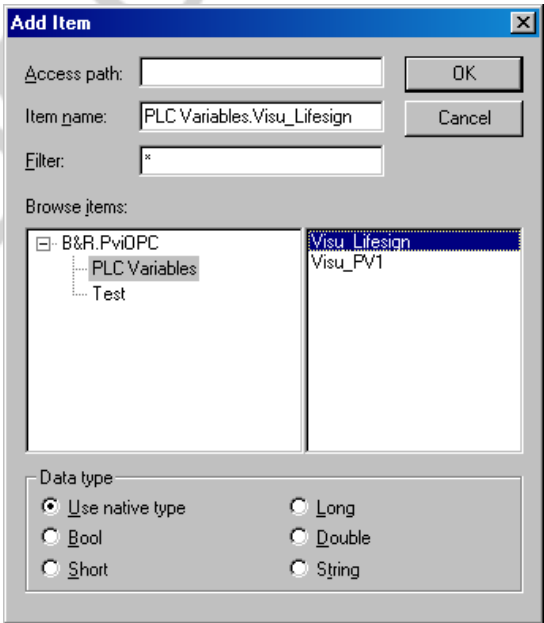 Add Item
Access path:
OK
Item name: PLC Variables.Visu_Lifesign
Cancel
Filter: *
Browse items:
B&R.PviOPC
PLC Variables
Test
Visu_Lifesign
Visu_PV1
Data type
Use native type
Long
Bool
Double
Short
String